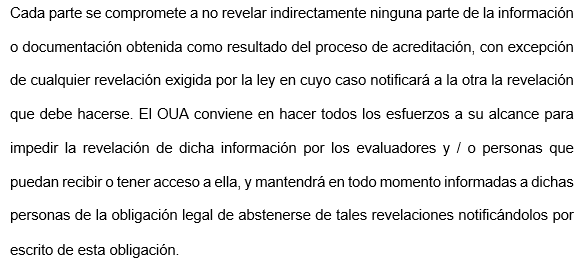 Cada parte se compromete a no revelar indirectamente ninguna parte de la información
o documentación obtenida como resultado del proceso de acreditación, con excepción
de cualquier revelación exigida por la ley en cuyo caso notificará a la otra la revelación
que debe hacerse. El OUA conviene en hacer todos los esfuerzos a su alcance para
impedir la revelación de dicha información por los evaluadores y / o personas que
puedan recibir o tener acceso a ella, y mantendrá en todo momento informadas a dichas
personas de la obligación legal de abstenerse de tales revelaciones notificándolos por
escrito de esta obligación.